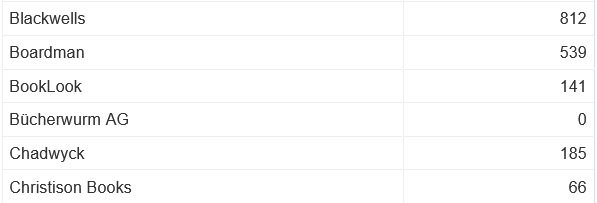 Blackwells 812
Boardman 539
BookLook 141
Bücherwurm AG 0
Chadwyck 185
Christison Books 66